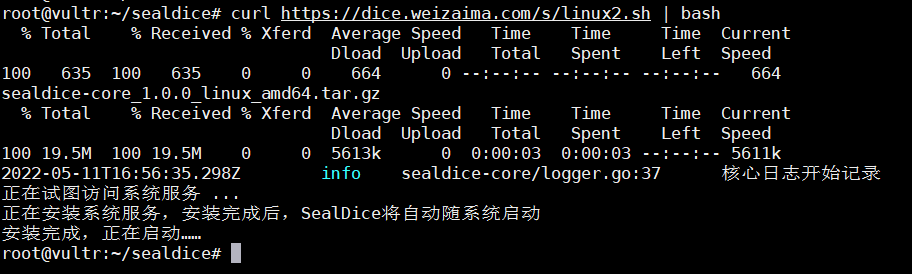 root@vultr:~/sealdice# curl https://dice.weizaima.com/s/linux2.sh | bash
% Total % Received % Xferd Average Speed Time Time Time Current
Dload Upload Total Spent Left Speed
100 635 100 635 0 0 664 0 --:--:-- --:--:-- --:--:-- 664
sealdice-core_1.0.0_linux_amd64.tar.gz
% Total % Received % Xferd Average Speed Time Time Time Current
Dload Upload Total Spent Left Speed
100 19.5M 100 19.5M 0 0 5613k 0 0:00:03 0:00:03 --:--:-- 5611k
2022-05-11T16:56:35.298Z info sealdice-core/logger.go:37 核心日志开始记录
正在试图访问系统服务 ...
正在安装系统服务，安装完成后，SealDice将自动随系统启动
安装完成，正在启动……
root@vultr:~/sealdice#